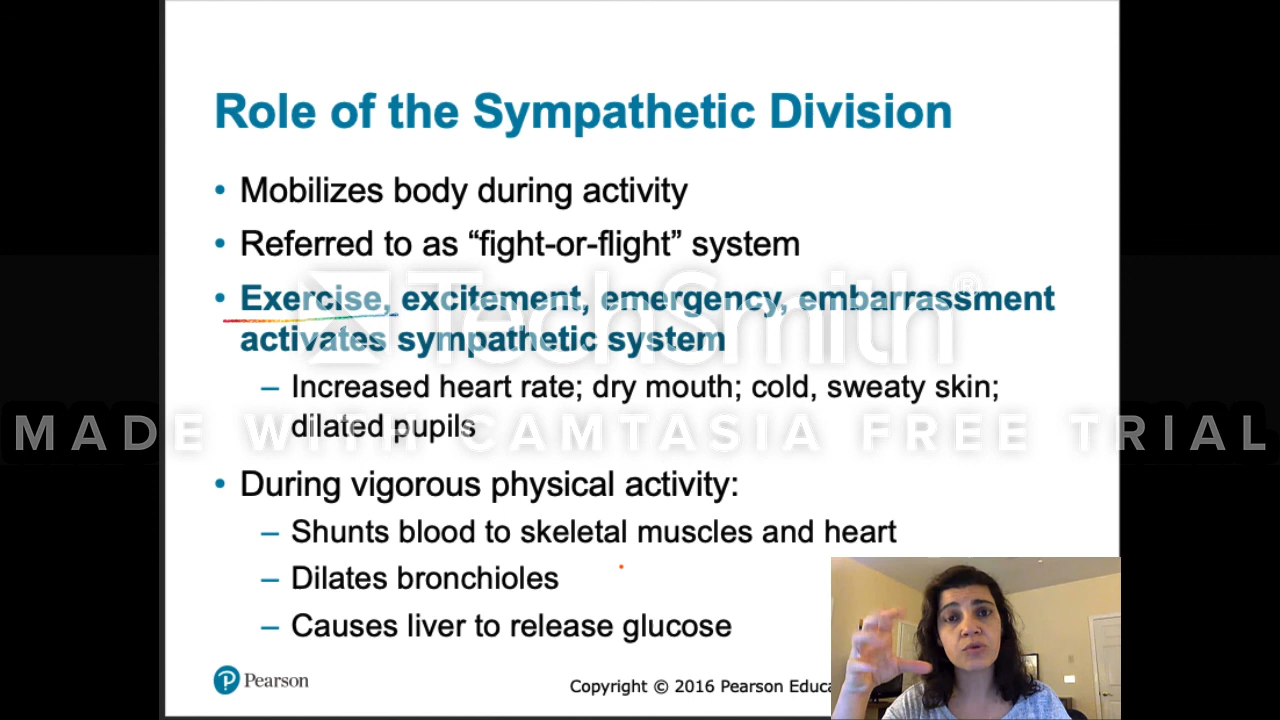 Role of the Sympathetic Division
• Mobilizes body during activity
• Referred to as “fight-or-flight” system
• Exercise, excitement, emergency, embarrassment
activates sympathetic system
– Increased heart rate; dry mouth; cold, sweaty skin;
dilated pupils
• During vigorous physical activity:
– Shunts blood to skeletal muscles and heart
– Dilates bronchioles
– Causes liver to release glucose
P Pearson
Copyright © 2016 Pearson Educa
TechSmith®
MADE WITH CAMTASIA FREE TRIAL